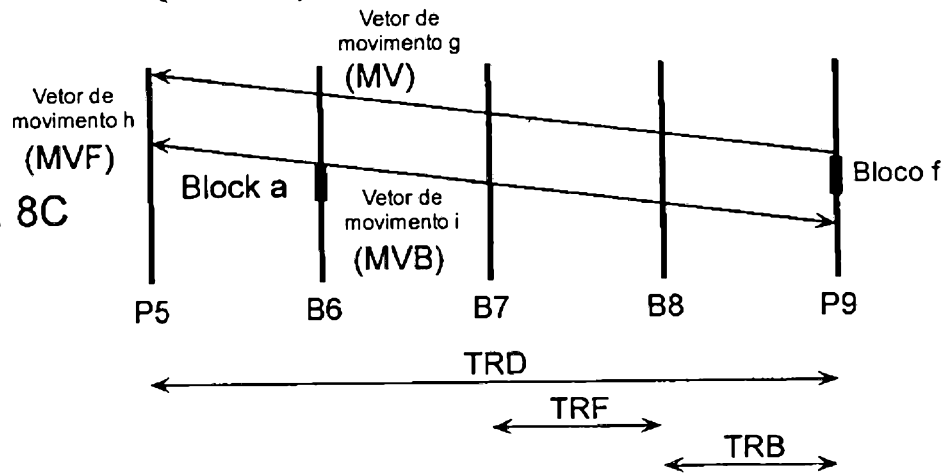 Vetor de
movimento g
(MV)
Vetor de
movimento h
(MVF)
Block a
Bloco f
8C
Vetor de
movimento i
(MVB)
P5
B6
B7
B8
P9
TRD
TRF
TRB